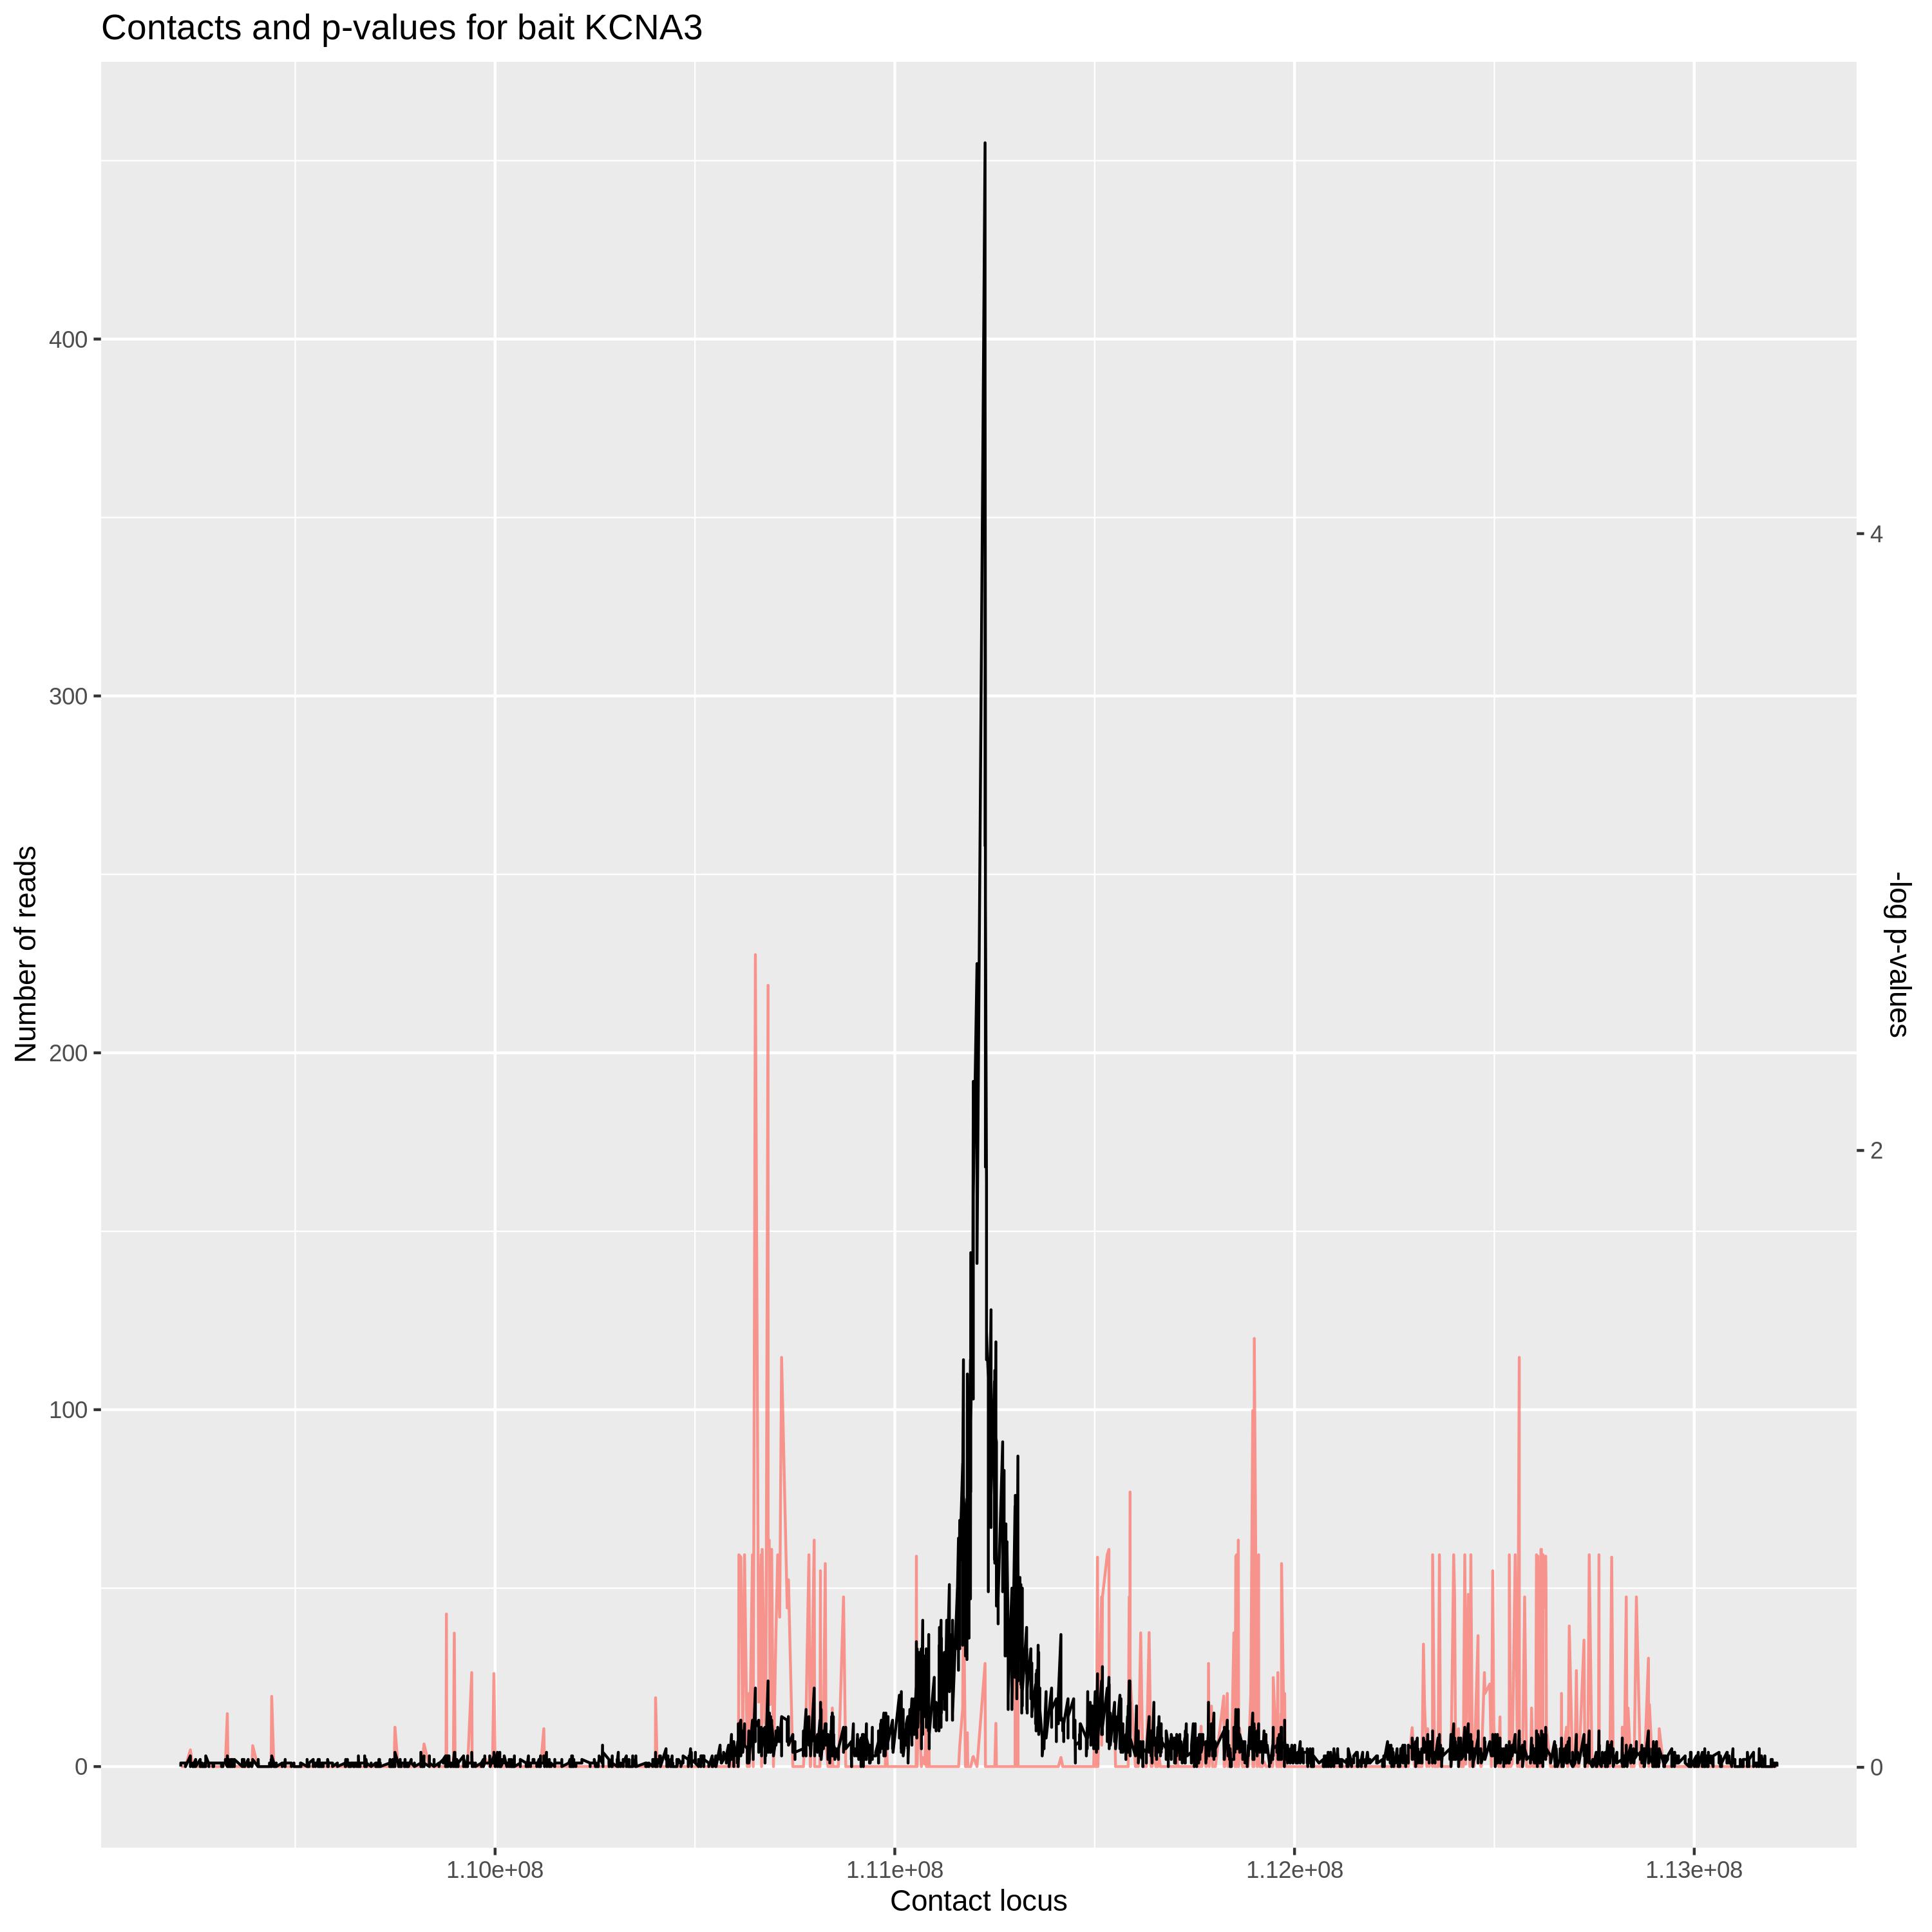 Contacts and p-values for bait KCNA3
Number of reads
400
300
200
100
0
4
2
0
-log p-values
1.10e+08
1.11e+08
1.12e+08
1.13e+08
Contact locus